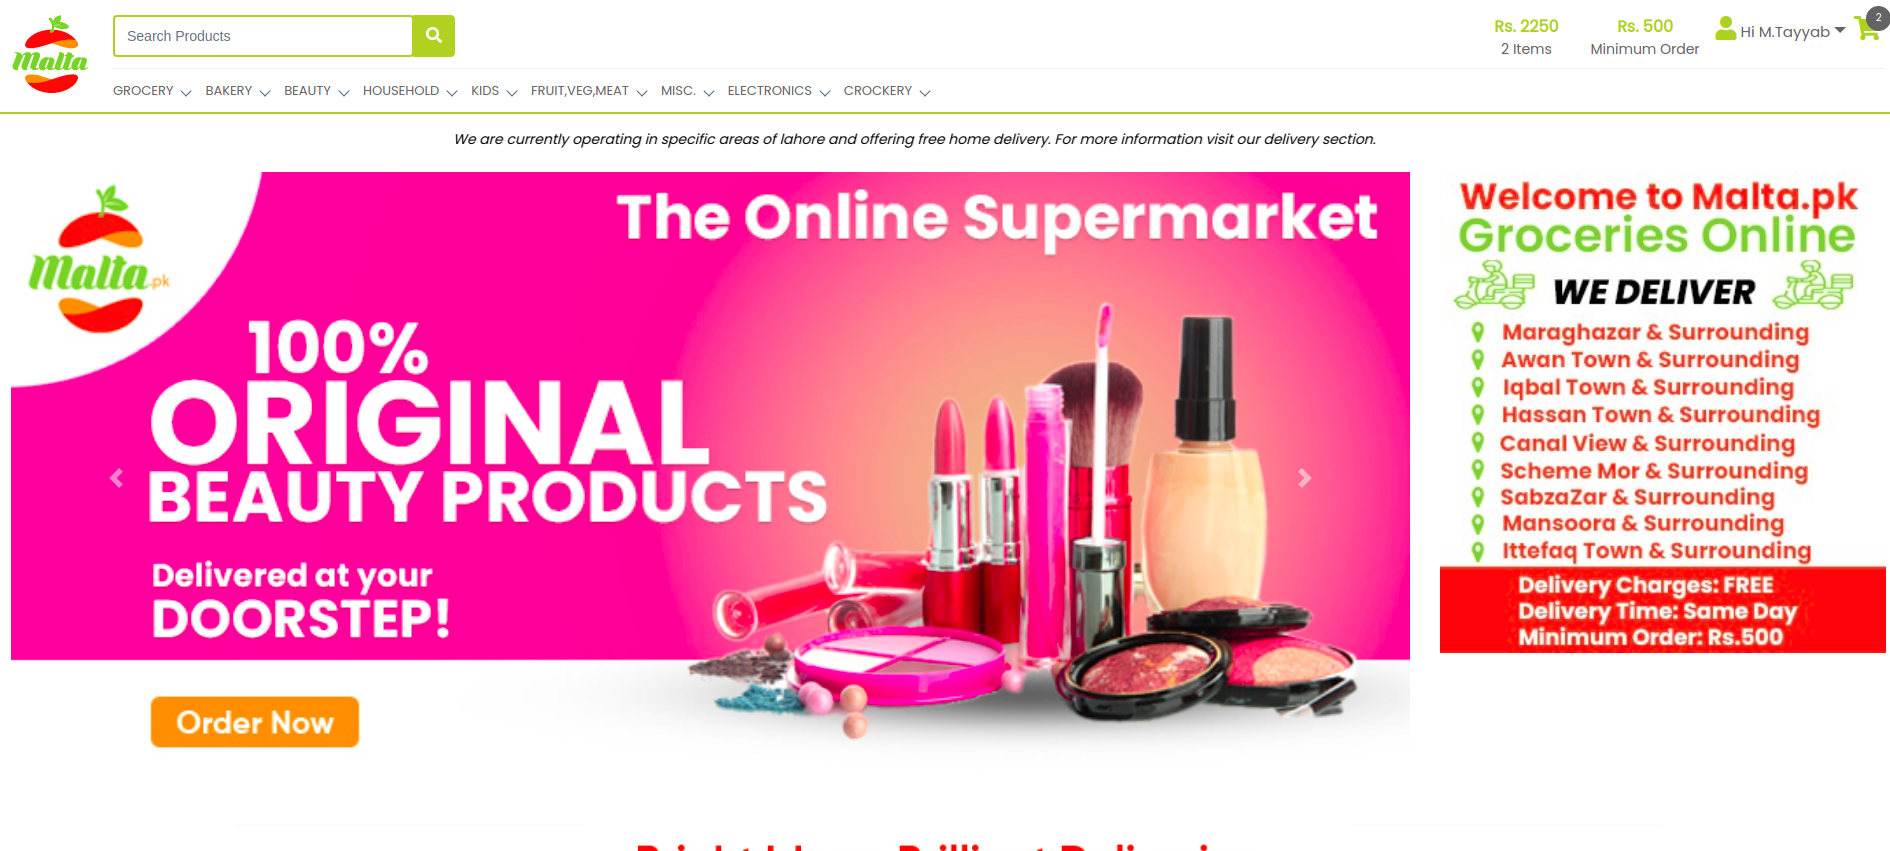 Malta
Search Products
Rs. 2250
2 Items
Rs. 500
Minimum Order
Hi M.Tayyab
2
GROCERY BAKERY BEAUTY HOUSEHOLD KIDS FRUIT,VEG,MEAT MISC. ELECTRONICS CROCKERY
We are currently operating in specific areas of lahore and offering free home delivery. For more information visit our delivery section.
Malta.pk
The Online Supermarket
100%
ORIGINAL
BEAUTY PRODUCTS
Delivered at your
DOORSTEP!
Order Now
Welcome to Malta.pk
Groceries Online
WE DELIVER
Maraghazar & Surrounding
Awan Town & Surrounding
Iqbal Town & Surrounding
Hassan Town & Surrounding
Canal View & Surrounding
Scheme Mor & Surrounding
SabzaZar & Surrounding
Mansoora & Surrounding
Ittefaq Town & Surrounding
Delivery Charges: FREE
Delivery Time: Same Day
Minimum Order: Rs.500